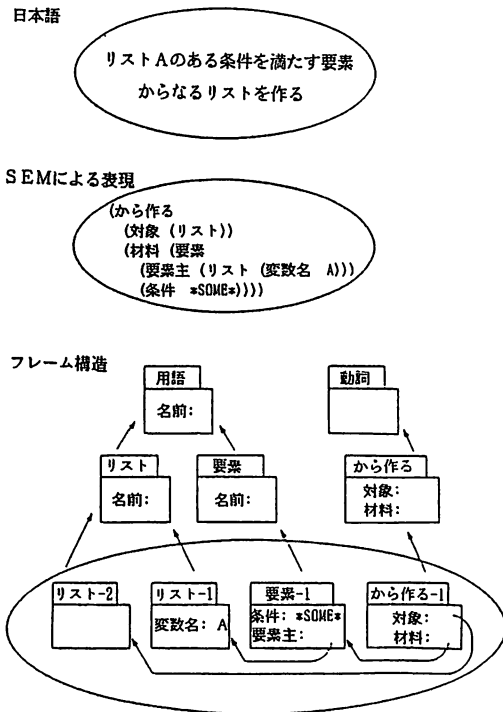 日本語
リストAのある条件を満たす要素
からなるリストを作る
SEMによる表現
(から作る
(対象 (リスト))
(材料 (要素
(要素主 (リスト (変数名 A)))
(条件 *SOME*))))
フレーム構造
用語
名前:
動詞
リスト
名前:
要素
名前:
から作る
対象:
材料:
リスト-2
リスト-1
変数名: A
要素-1
条件: *SOME*
要素主:
から作る-1
対象:
材料: